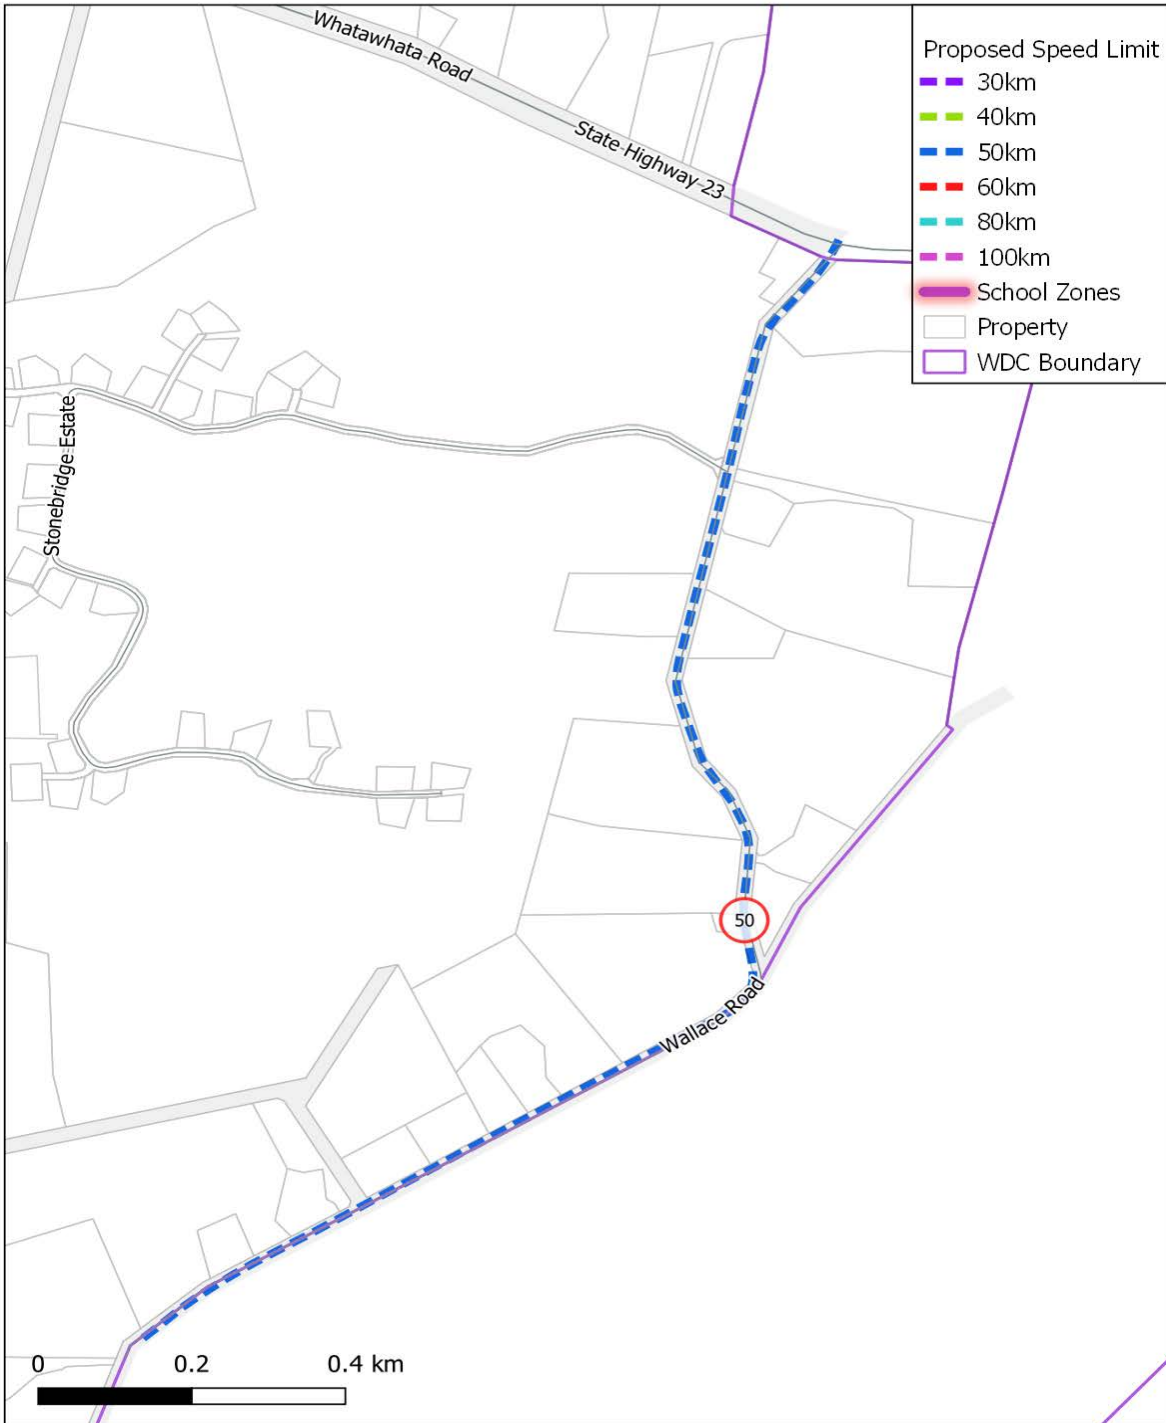 Whatawhata Road
State Highway 23
Proposed Speed Limit
30km
40km
50km
60km
80km
100km
School Zones
Property
WDC Boundary
Stonebridge Estate
50
Wallace Road
0 0.2 0.4 km